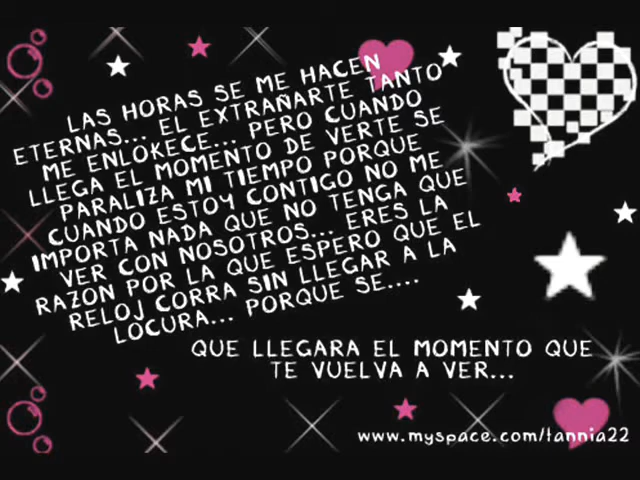 LAS HORAS SE ME HACEN
ETERNAS... EL EXTRAÑARTE TANTO
ME ENLOKECE... PERO CUANDO
LLEGA EL MOMENTO DE VERTE SE
PARALIZA MI TIEMPO PORQUE
CUANDO ESTOY CONTIGO NO ME
IMPORTA NADA QUE NO TENGA QUE
VER CON NOSOTROS... ERES LA
RAZON POR LA QUE ESPERO QUE EL
RELOJ CORRA SIN LLEGAR A LA
LOCURA... PORQUE SE....
QUE LLEGARA EL MOMENTO QUE
TE VUELVA A VER...
www.myspace.com/tannia22